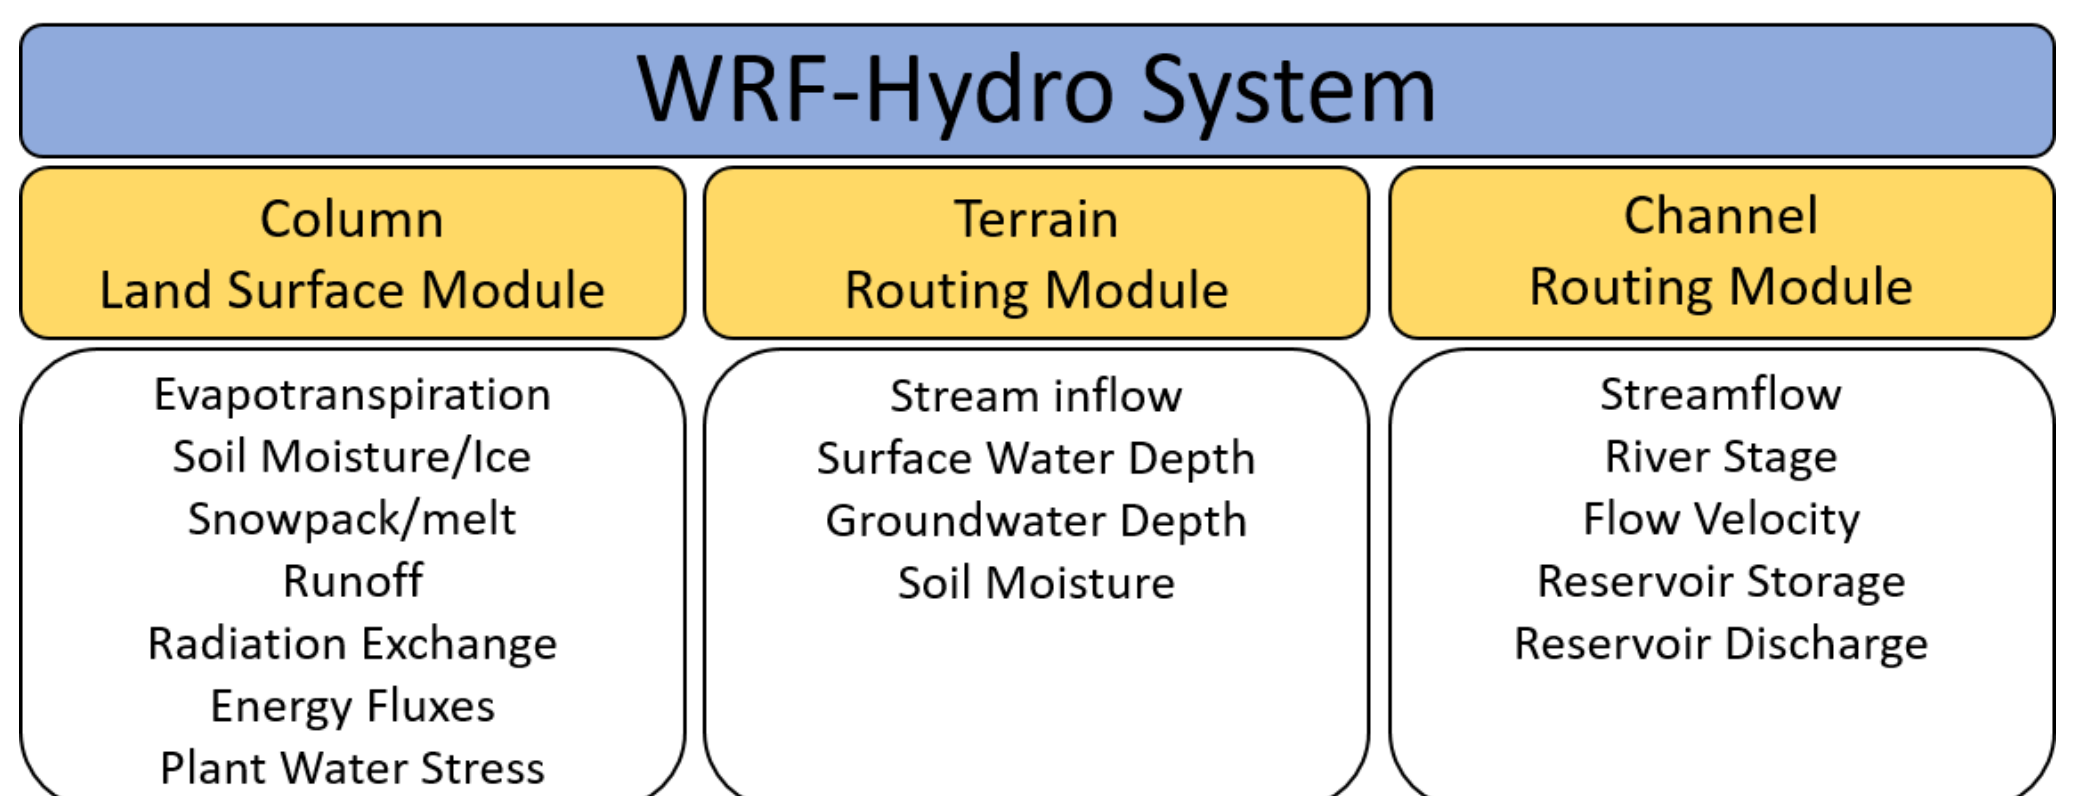 WRF-Hydro System
Column
Land Surface Module
Evapotranspiration
Soil Moisture/Ice
Snowpack/melt
Runoff
Radiation Exchange
Energy Fluxes
Plant Water Stress
Terrain
Routing Module
Stream inflow
Surface Water Depth
Groundwater Depth
Soil Moisture
Channel
Routing Module
Streamflow
River Stage
Flow Velocity
Reservoir Storage
Reservoir Discharge